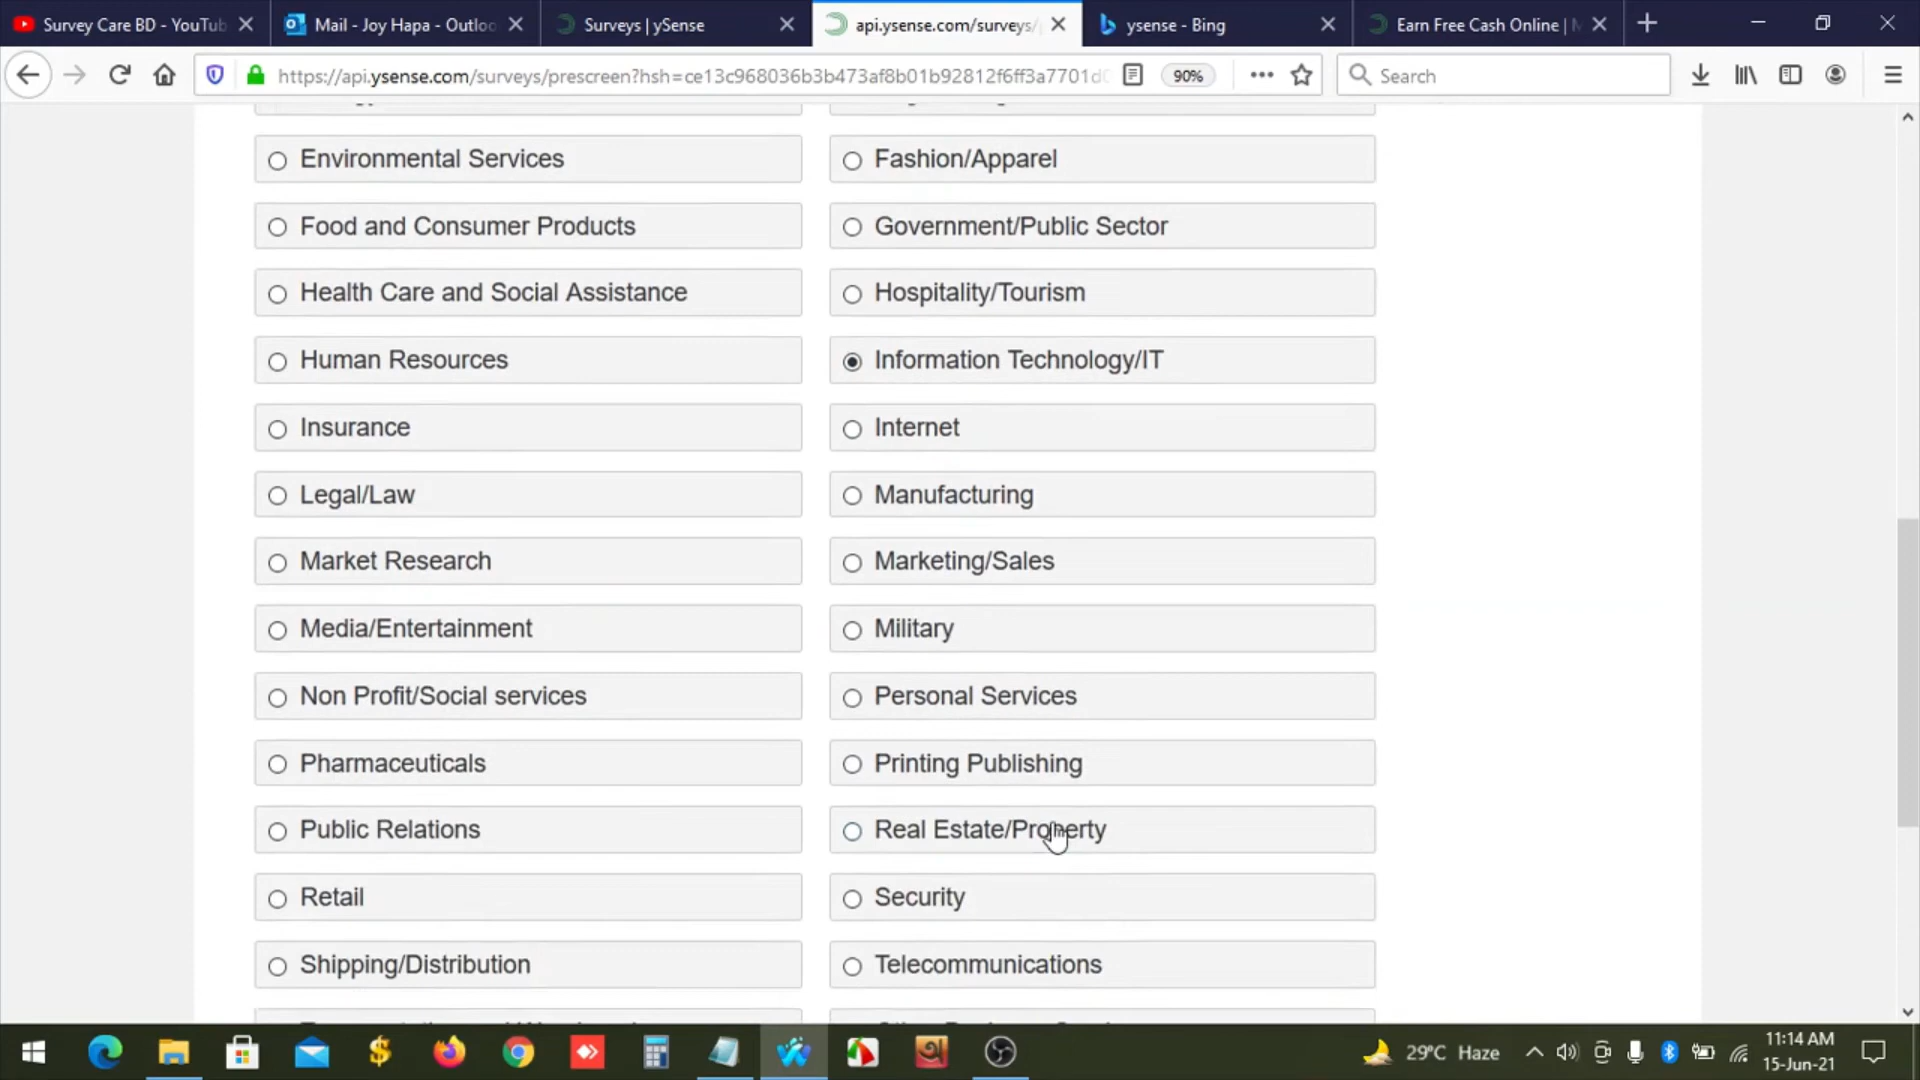 Survey Care BD - YouTub
Mail - Joy Hapa - Outloo
Surveys | ySense
api.ysense.com/surveys/
ysense - Bing
Earn Free Cash Online |
https://api.ysense.com/surveys/prescreen?hsh=ce13c968036b3b473af8b01b92812f6ff3a7701d
90%
Search
Environmental Services
Fashion/Apparel
Food and Consumer Products
Government/Public Sector
Health Care and Social Assistance
Hospitality/Tourism
Human Resources
Information Technology/IT
Insurance
Internet
Legal/Law
Manufacturing
Market Research
Marketing/Sales
Media/Entertainment
Military
Non Profit/Social services
Personal Services
Pharmaceuticals
Printing Publishing
Public Relations
Real Estate/Property
Retail
Security
Shipping/Distribution
Telecommunications
29°C Haze
11:14 AM
15-Jun-21